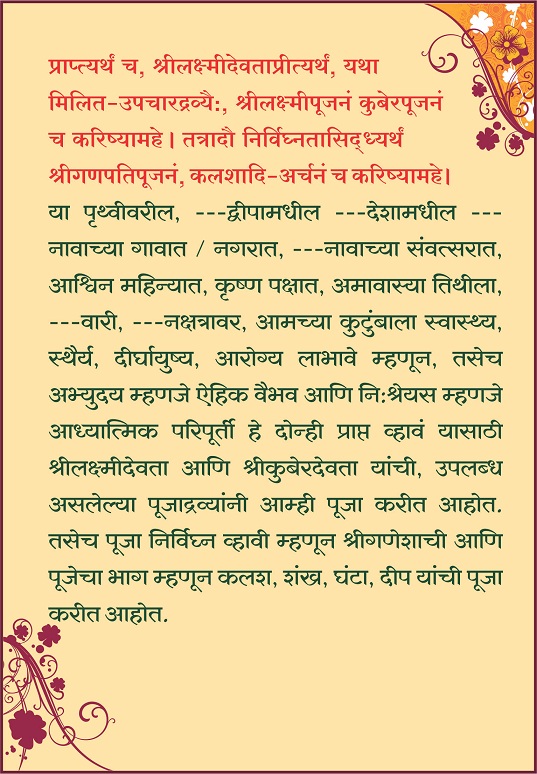 प्राप्त्यर्थं च, श्रीलक्ष्मीदेवताप्रीत्यर्थं, यथा
मिलित-उपचारद्रव्यै:, श्रीलक्ष्मीपूजनं कुबेरपूजनं
च करिष्यामहे। तत्रादौ निर्विघ्नतासिद्ध्यर्थं
श्रीगणपतिपूजनं, कलशादि-अर्चनं च करिष्यामहे।
या पृथ्वीवरील, ---द्वीपामधील ---देशामधील ---
नावाच्या गावात / नगरात, ---नावाच्या संवत्सरात,
आश्विन महिन्यात, कृष्ण पक्षात, अमावास्या तिथीला,
---वारी, ---नक्षत्रावर, आमच्या कुटुंबाला स्वास्थ्य,
स्थैर्य, दीर्घायुष्य, आरोग्य लाभावे म्हणून, तसेच
अभ्युदय म्हणजे ऐहिक वैभव आणि नि:श्रेयस म्हणजे
आध्यात्मिक परिपूर्ती हे दोन्ही प्राप्त व्हावं यासाठी
श्रीलक्ष्मीदेवता आणि श्रीकुबेरदेवता यांची, उपलब्ध
असलेल्या पूजाद्रव्यांनी आम्ही पूजा करीत आहोत.
तसेच पूजा निर्विघ्न व्हावी म्हणून श्रीगणेशाची आणि
पूजेचा भाग म्हणून कलश, शंख, घंटा, दीप यांची पूजा
करीत आहोत.